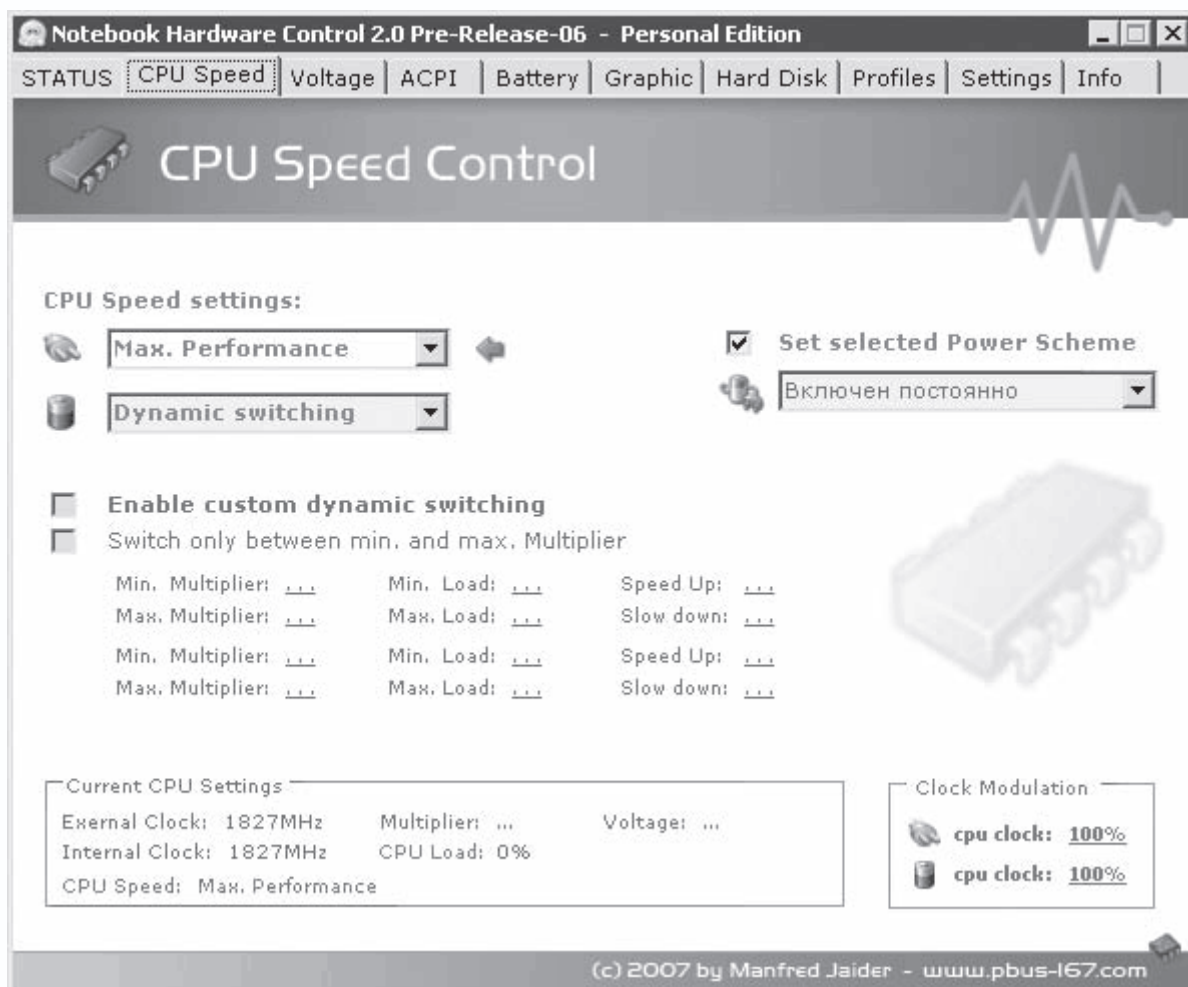 Notebook Hardware Control 2.0 Pre-Release-06 - Personal Edition
STATUS CPU Speed Voltage ACPI Battery Graphic Hard Disk Profiles Settings Info
CPU Speed Control
CPU Speed settings:
Max. Performance
Set selected Power Scheme
Dynamic switching
Включен постоянно
Enable custom dynamic switching
Switch only between min. and max. Multiplier
Min. Multiplier: ... Min. Load: ... Speed Up: ...
Max. Multiplier: ... Max. Load: ... Slow down: ...
Min. Multiplier: ... Min. Load: ... Speed Up: ...
Max. Multiplier: ... Max. Load: ... Slow down: ...
Current CPU Settings
Exernal Clock: 1827MHz Multiplier: ... Voltage: ...
Internal Clock: 1827MHz CPU Load: 0%
CPU Speed: Max. Performance
Clock Modulation
cpu clock: 100%
cpu clock: 100%
(c) 2007 by Manfred Jaider - www.pbus-167.com